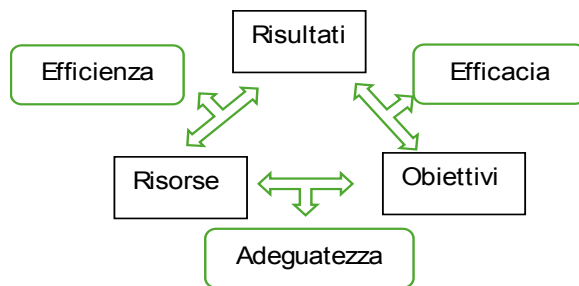 Risultati
Efficienza
Efficacia
Risorse
Obiettivi
Adeguatezza